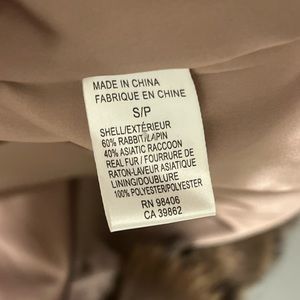 MADE IN CHINA
FABRIQUE EN CHINE
S/P
SHELL/EXTÉRIEUR
60% RABBIT/LAPIN
40% ASIATIC RACCOON
REAL FUR / FOURRURE DE
RATON-LAVEUR ASIATIQUE
LINING/DOUBLURE
100% POLYESTER/POLYESTER
RN 98406
CA 39862